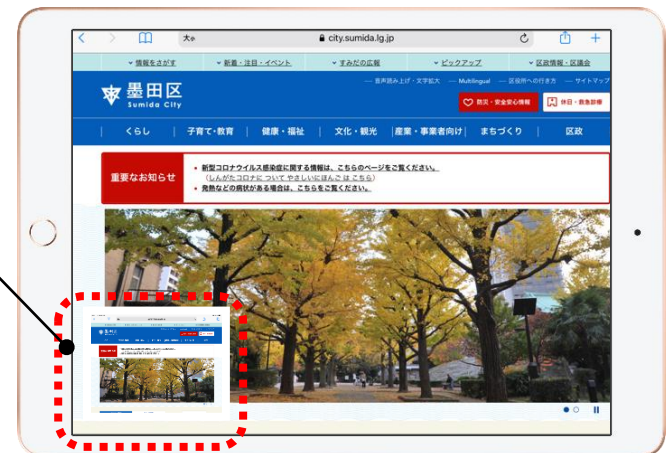 大小
city.sumida.lg.jp
情報をさがす 新着・注目・イベント すみだの広報 ピックアップ 区政情報・区議会
音声読み上げ・文字拡大 Multilingual 区役所への行き方 サイトマップ
墨田区
Sumida City
防災・安全安心情報 休日・救急診療
くらし 子育て・教育 健康・福祉 文化・観光 産業・事業者向け まちづくり 区政
重要なお知らせ
新型コロナウイルス感染症に関する情報は、こちらのページをご覧ください。
(しんがたコロナに ついて やさしいにほんご は こちら)
発熱などの症状がある場合は、こちらをご覧ください。